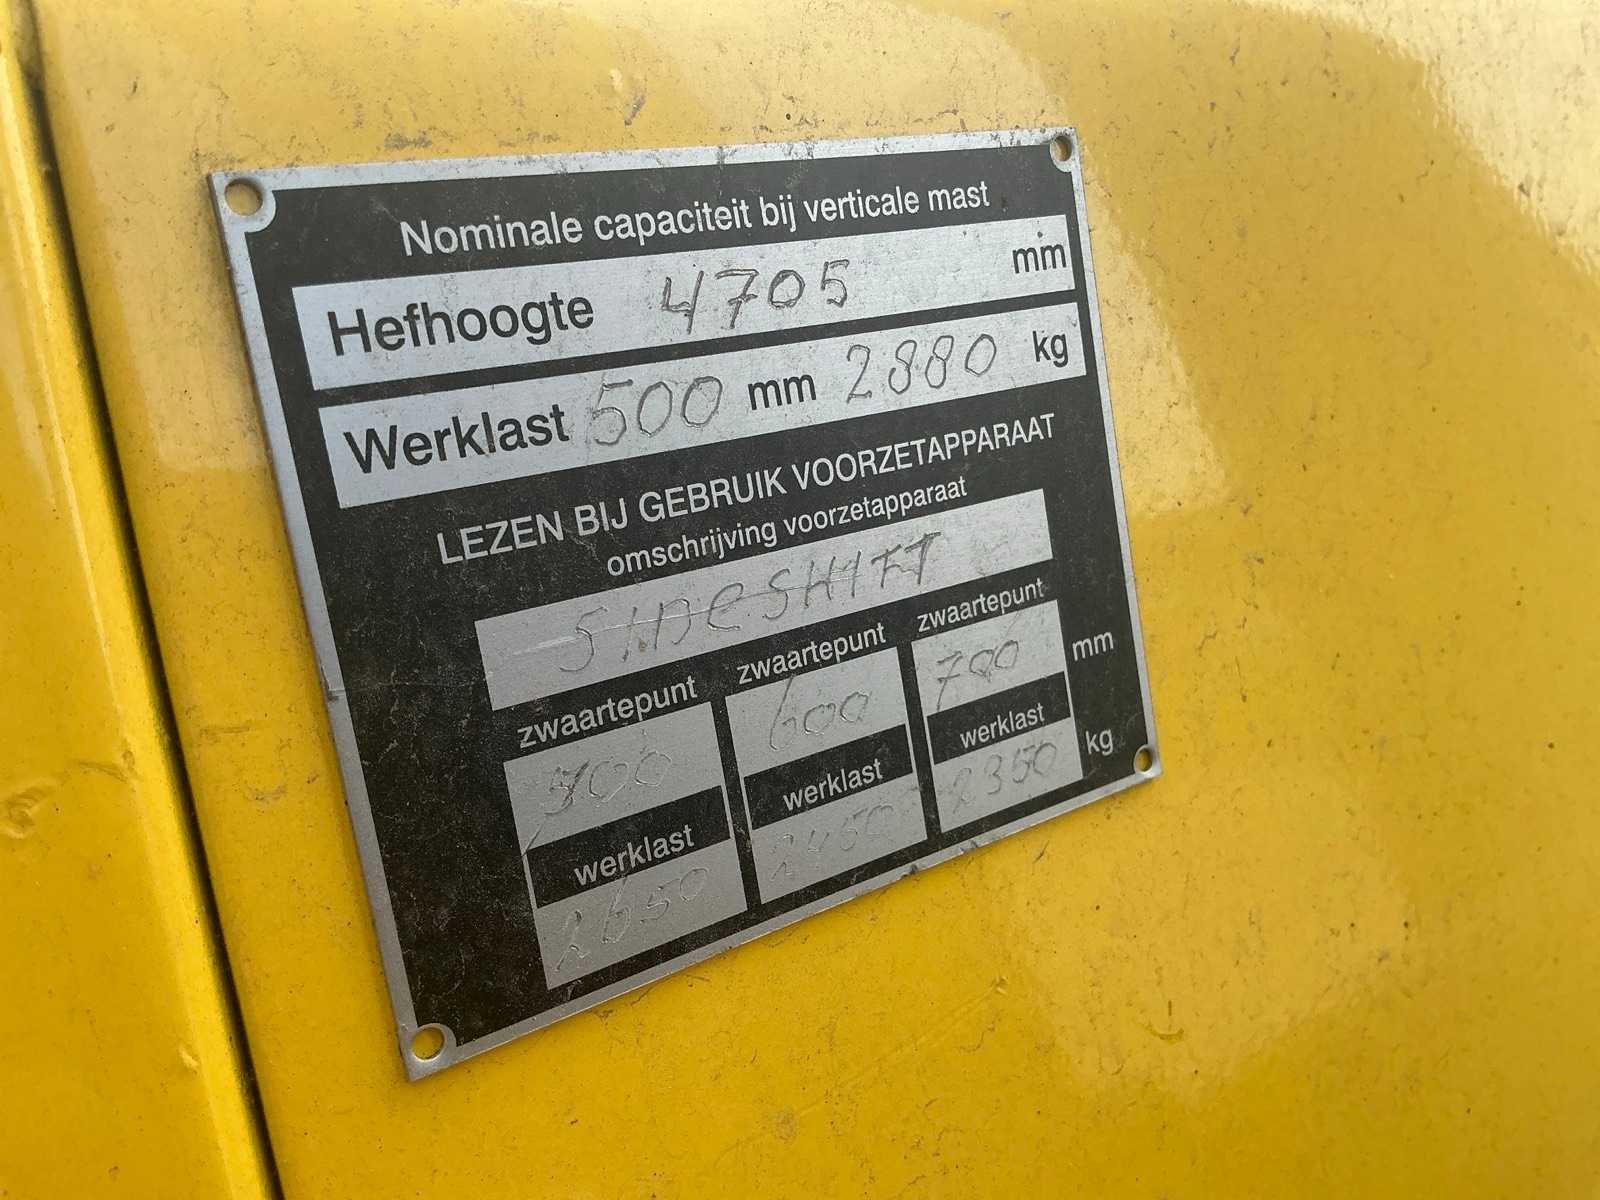 Nominale capaciteit bij verticale mast
Hefhoogte 4705 mm
Werklast 500 mm 2880 kg
LEZEN BIJ GEBRUIK VOORZETAPPARAAT
omschrijving voorzetapparaat
SIDESHIFT
zwaartepunt zwaartepunt zwaartepunt
500 600 700 mm
werklast werklast werklast
2650 2450 2350 kg